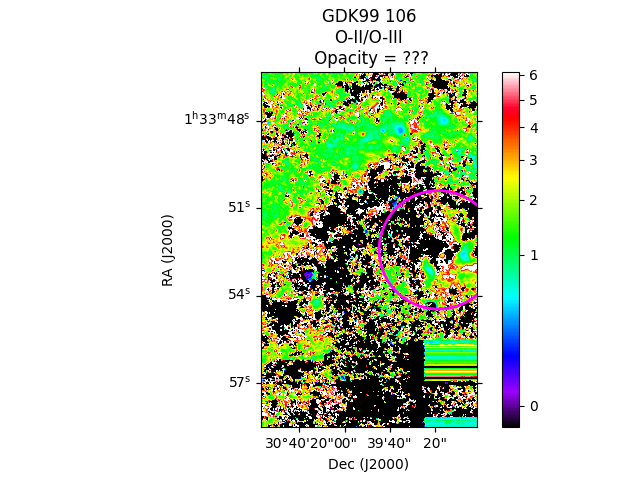 GDK99 106
O-II/O-III
Opacity = ???
1ʰ33ᵐ48ˢ
51ˢ
54ˢ
57ˢ
RA (J2000)
30°40'20"00" 39'40" 20"
Dec (J2000)
6
5
4
3
2
1
0